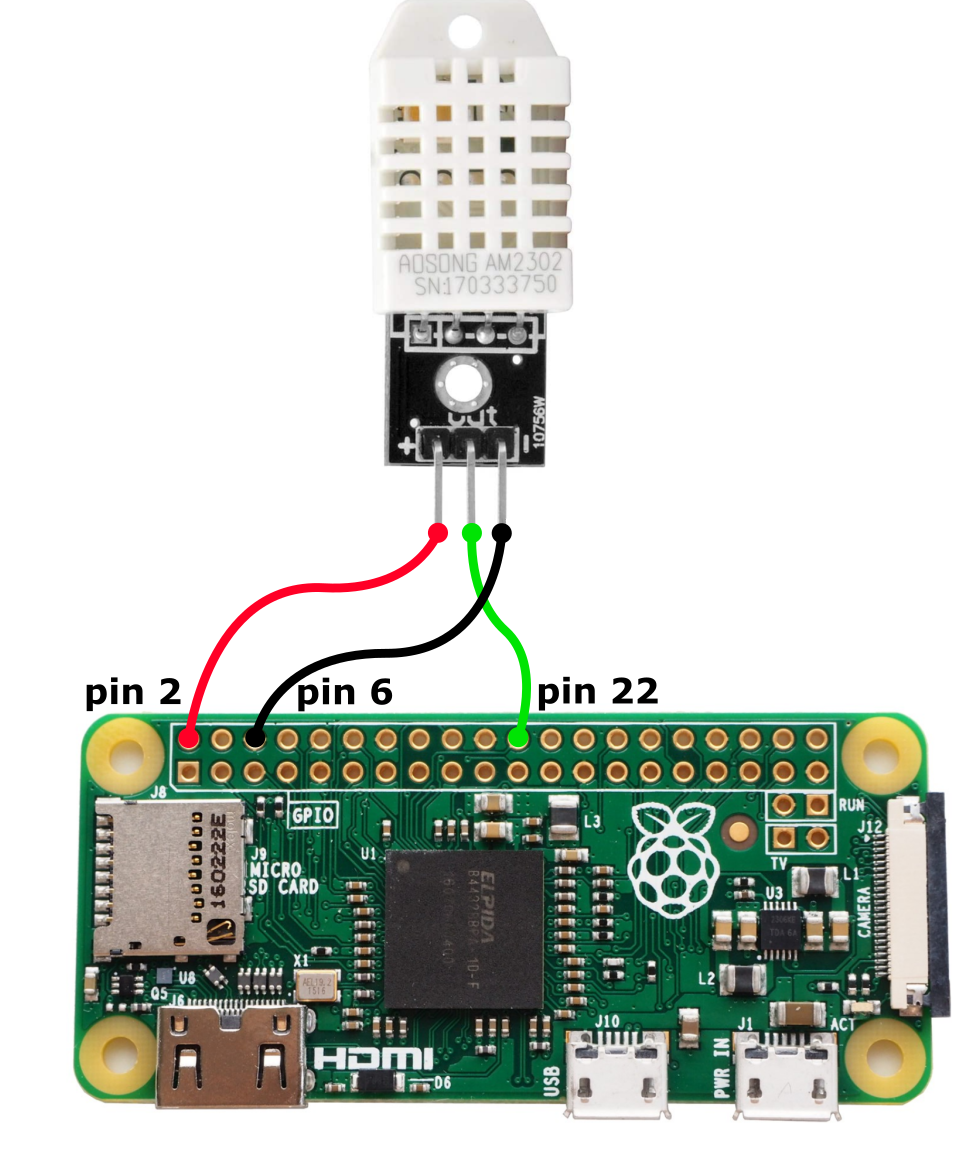 AOSONG AM2302
SN:170333750
out
+
-
10756W
pin 2
pin 6
pin 22
J8
GPIO
RUN
L3
J12
TV
U1
J9
MICRO
SD CARD
160222E
ELPIDA
L1
U3
CAMERA
L2
X1
U8
Q5
J6
HDMI
D6
J10
USB
J1
PWR IN
ACT